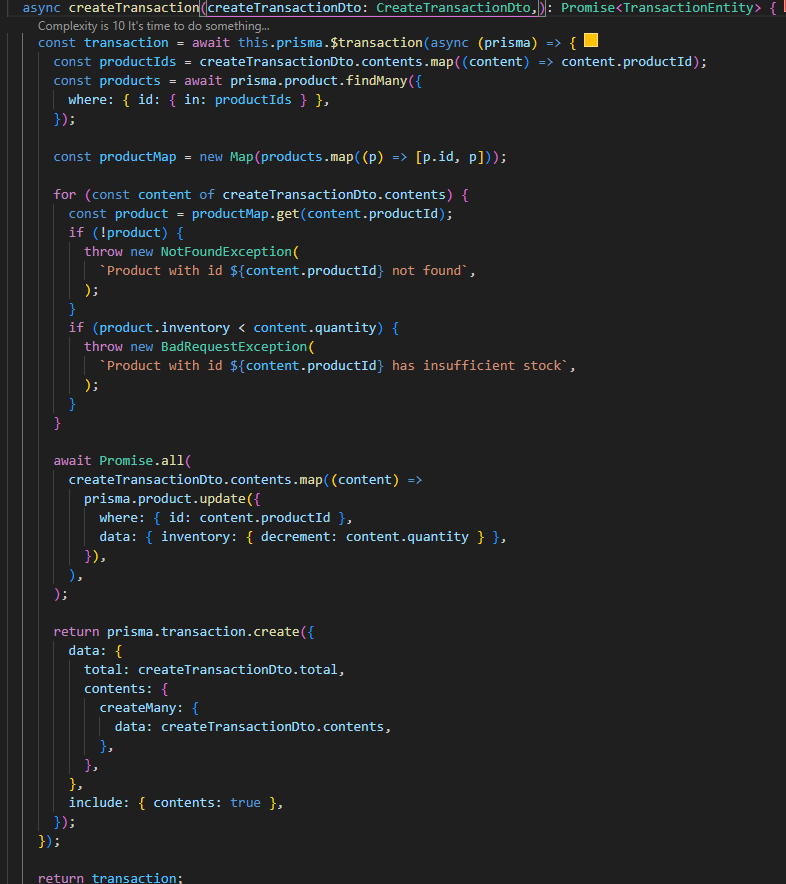 async createTransaction(createTransactionDto: CreateTransactionDto,): Promise<TransactionEntity> {
Complexity is 10 It's time to do something...
const transaction = await this.prisma.$transaction(async (prisma) => {
const productIds = createTransactionDto.contents.map((content) => content.productId);
const products = await prisma.product.findMany({
where: { id: { in: productIds } },
});
const productMap = new Map(products.map((p) => [p.id, p]));
for (const content of createTransactionDto.contents) {
const product = productMap.get(content.productId);
if (!product) {
throw new NotFoundException(
`Product with id ${content.productId} not found`,
);
}
if (product.inventory < content.quantity) {
throw new BadRequestException(
`Product with id ${content.productId} has insufficient stock`,
);
}
}
await Promise.all(
createTransactionDto.contents.map((content) =>
prisma.product.update({
where: { id: content.productId },
data: { inventory: { decrement: content.quantity } },
}),
),
);
return prisma.transaction.create({
data: {
total: createTransactionDto.total,
contents: {
createMany: {
data: createTransactionDto.contents,
},
},
},
include: { contents: true },
});
});
return transaction;